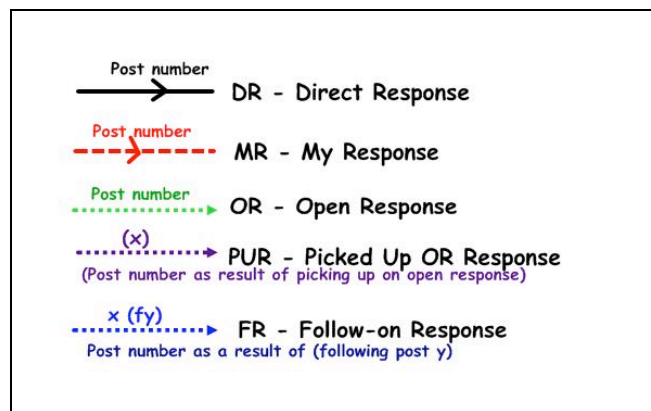 Post number
DR - Direct Response
Post number
MR - My Response
Post number
OR - Open Response
(x)
PUR - Picked Up OR Response
(Post number as result of picking up on open response)
x (fy)
FR - Follow-on Response
Post number as a result of (following post y)